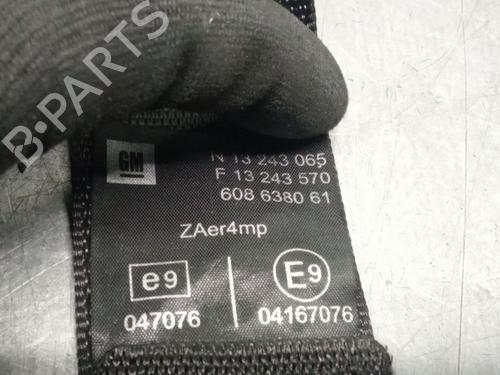 B-PARTS
GM
N 13 243 065
F 13 243 570
608 6380 61
ZAer4mp
e9
E9
047076
04167076